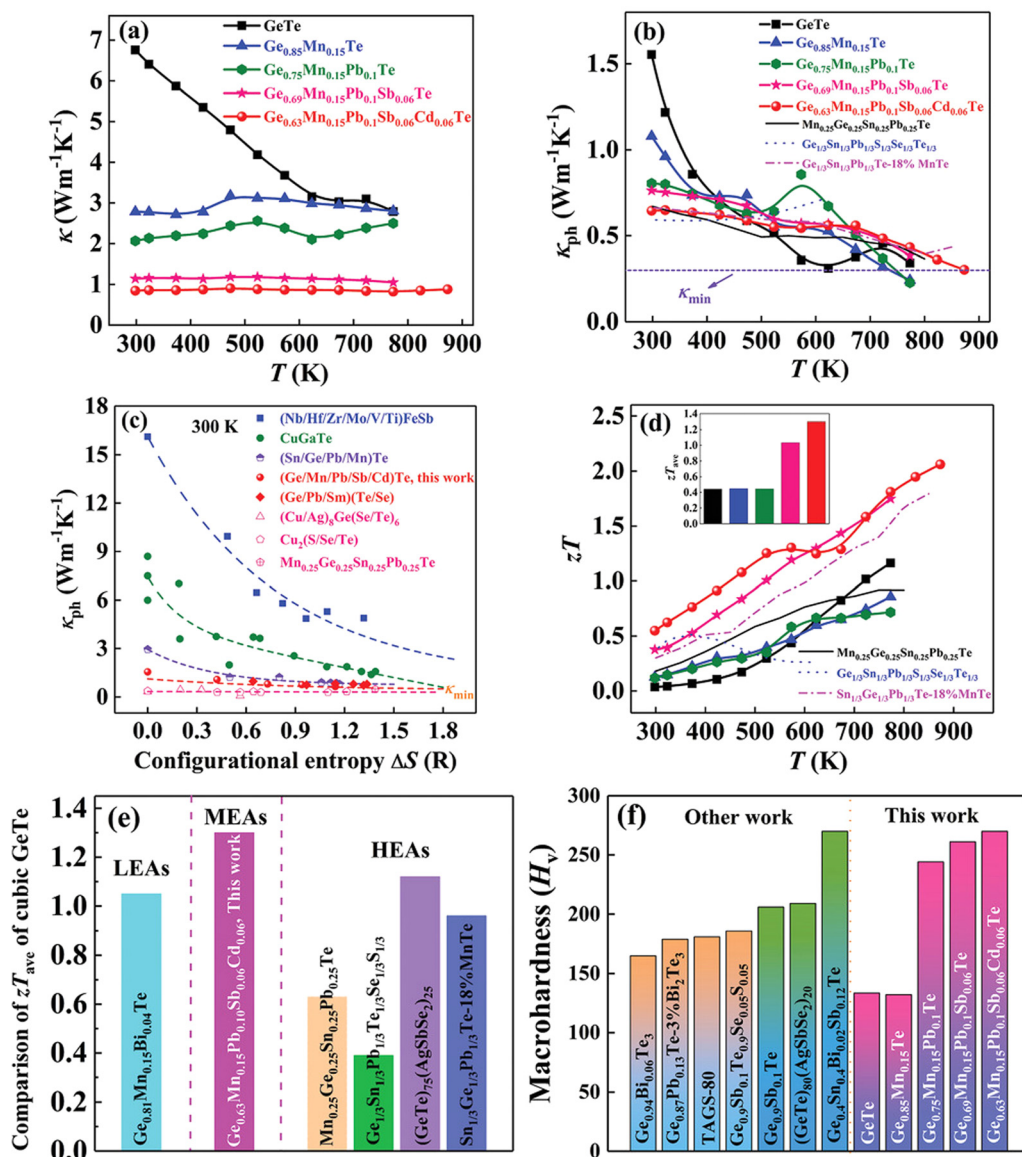 (a)
GeTe
Ge0.85Mn0.15Te
Ge0.75Mn0.15Pb0.1Te
Ge0.69Mn0.15Pb0.1Sb0.06Te
Ge0.63Mn0.15Pb0.1Sb0.06Cd0.06Te
7
6
5
4
3
2
1
0
κ (Wm-1K-1)
300 400 500 600 700 800 900
T (K)
(b)
GeTe
Ge0.85Mn0.15Te
Ge0.75Mn0.15Pb0.1Te
Ge0.69Mn0.15Pb0.1Sb0.06Te
Ge0.63Mn0.15Pb0.1Sb0.06Cd0.06Te
Mn0.25Ge0.25Sn0.25Pb0.25Te
Ge1/3Sn1/3Pb1/3S1/3Se1/3Te1/3
Ge1/3Sn1/3Pb1/3Te-18% MnTe
κmin
1.5
1.0
0.5
0.0
κph (Wm-1K-1)
300 400 500 600 700 800 900
T (K)
(c)
300 K
(Nb/Hf/Zr/Mo/V/Ti)FeSb
CuGaTe
(Sn/Ge/Pb/Mn)Te
(Ge/Mn/Pb/Sb/Cd)Te, this work
(Ge/Pb/Sm)(Te/Se)
(Cu/Ag)8Ge(Se/Te)6
Cu2(S/Se/Te)
Mn0.25Ge0.25Sn0.25Pb0.25Te
κmin
18
15
12
9
6
3
0
κph (Wm-1K-1)
0.0 0.3 0.6 0.9 1.2 1.5 1.8
Configurational entropy ΔS (R)
(d)
1.4
1.2
1.0
0.8
0.6
0.4
0.0
zTave
Mn0.25Ge0.25Sn0.25Pb0.25Te
Ge1/3Sn1/3Pb1/3S1/3Se1/3Te1/3
Sn1/3Ge1/3Pb1/3Te-18%MnTe
2.5
2.0
1.5
1.0
0.5
0.0
zT
300 400 500 600 700 800 900
T (K)
(e)
LEAs
MEAs
HEAs
1.4
1.2
1.0
0.8
0.6
0.4
0.2
0.0
Comparison of zTave of cubic GeTe
Ge0.81Mn0.15Bi0.04Te
Ge0.63Mn0.15Pb0.10Sb0.06Cd0.06, This work
Mn0.25Ge0.25Sn0.25Pb0.25Te
Ge1/3Sn1/3Pb1/3Te1/3Se1/3S1/3
(GeTe)75(AgSbSe2)25
Sn1/3Ge1/3Pb1/3Te-18%MnTe
(f)
Other work
This work
300
250
200
150
100
50
0
Macrohardness (Hv)
Ge0.94Bi0.06Te3
Ge0.87Pb0.13Te-3%Bi2Te3
TAGS-80
Ge0.9Sb0.1Te0.9Se0.05S0.05
Ge0.9Sb0.1Te
(GeTe)80(AgSbSe2)20
Ge0.4Sn0.4Bi0.02Sb0.12Te
GeTe
Ge0.85Mn0.15Te
Ge0.75Mn0.15Pb0.1Te
Ge0.69Mn0.15Pb0.1Sb0.06Te
Ge0.63Mn0.15Pb0.1Sb0.06Cd0.06Te